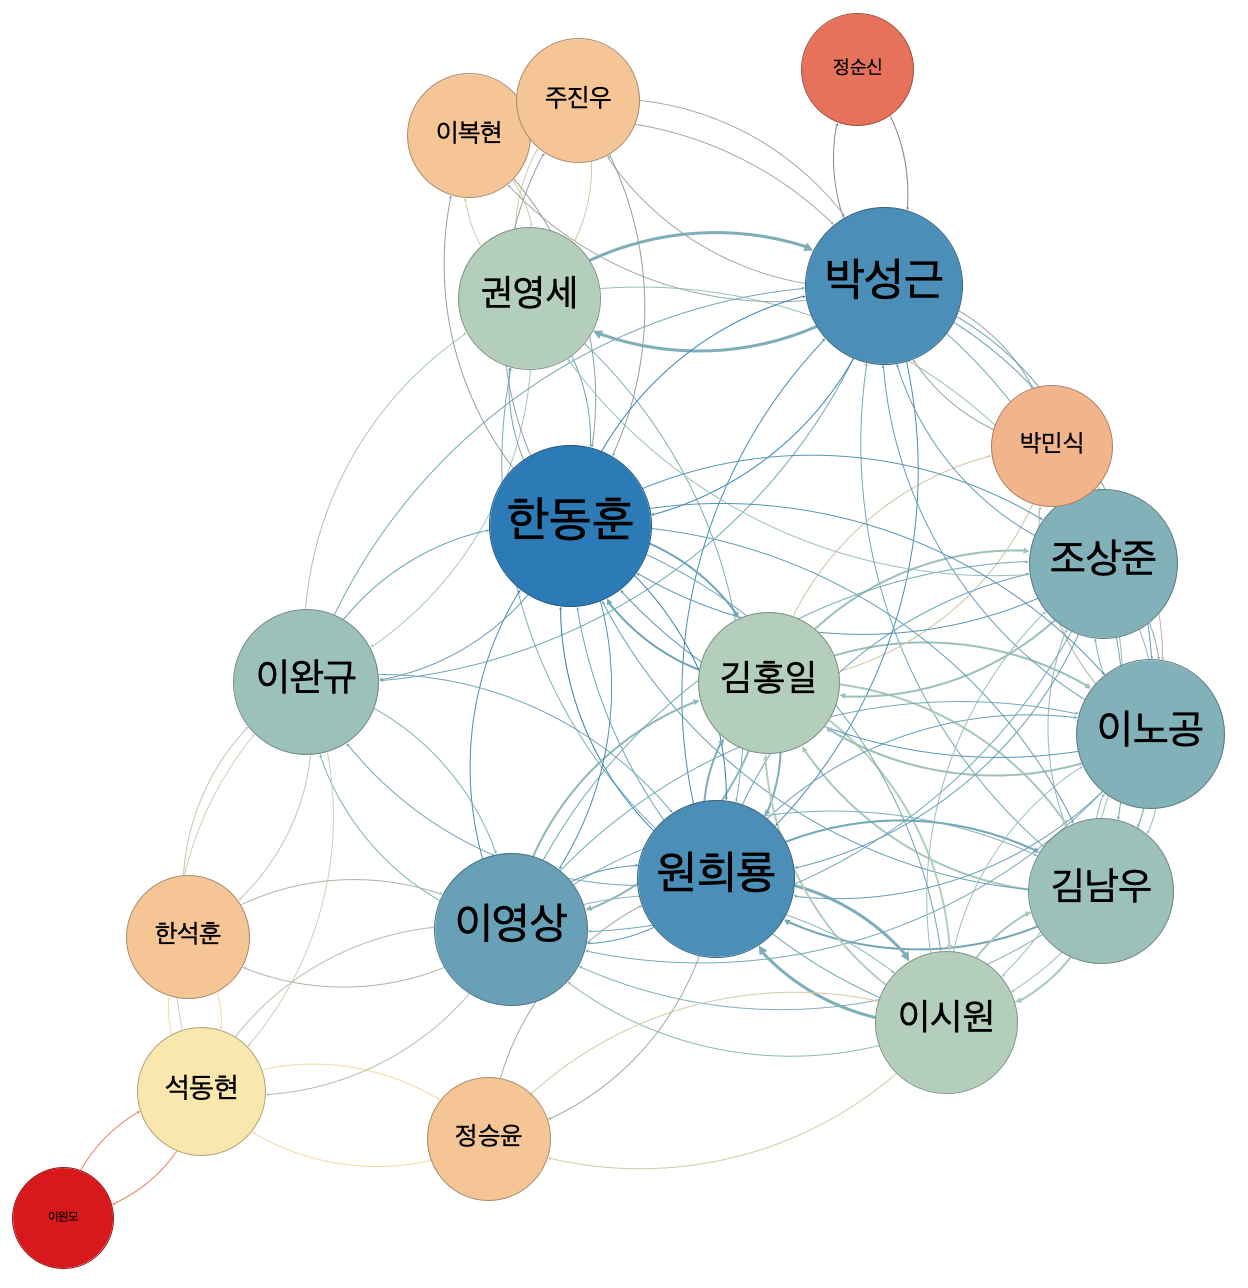 정순신
주진우
이복현
박성근
권영세
박민식
한동훈
조상준
이완규
김홍일
이노공
원희룡
김남우
이영상
한석훈
이시원
석동현
정승윤
이원모